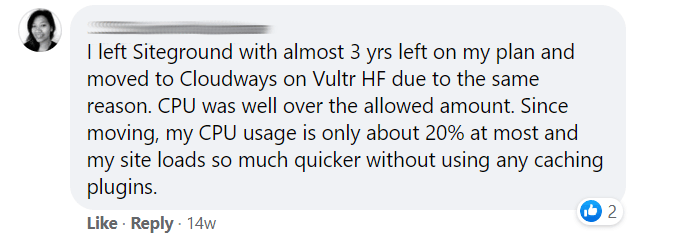 I left Siteground with almost 3 yrs left on my plan and
moved to Cloudways on Vultr HF due to the same
reason. CPU was well over the allowed amount. Since
moving, my CPU usage is only about 20% at most and
my site loads so much quicker without using any caching
plugins.
Like · Reply · 14w
2